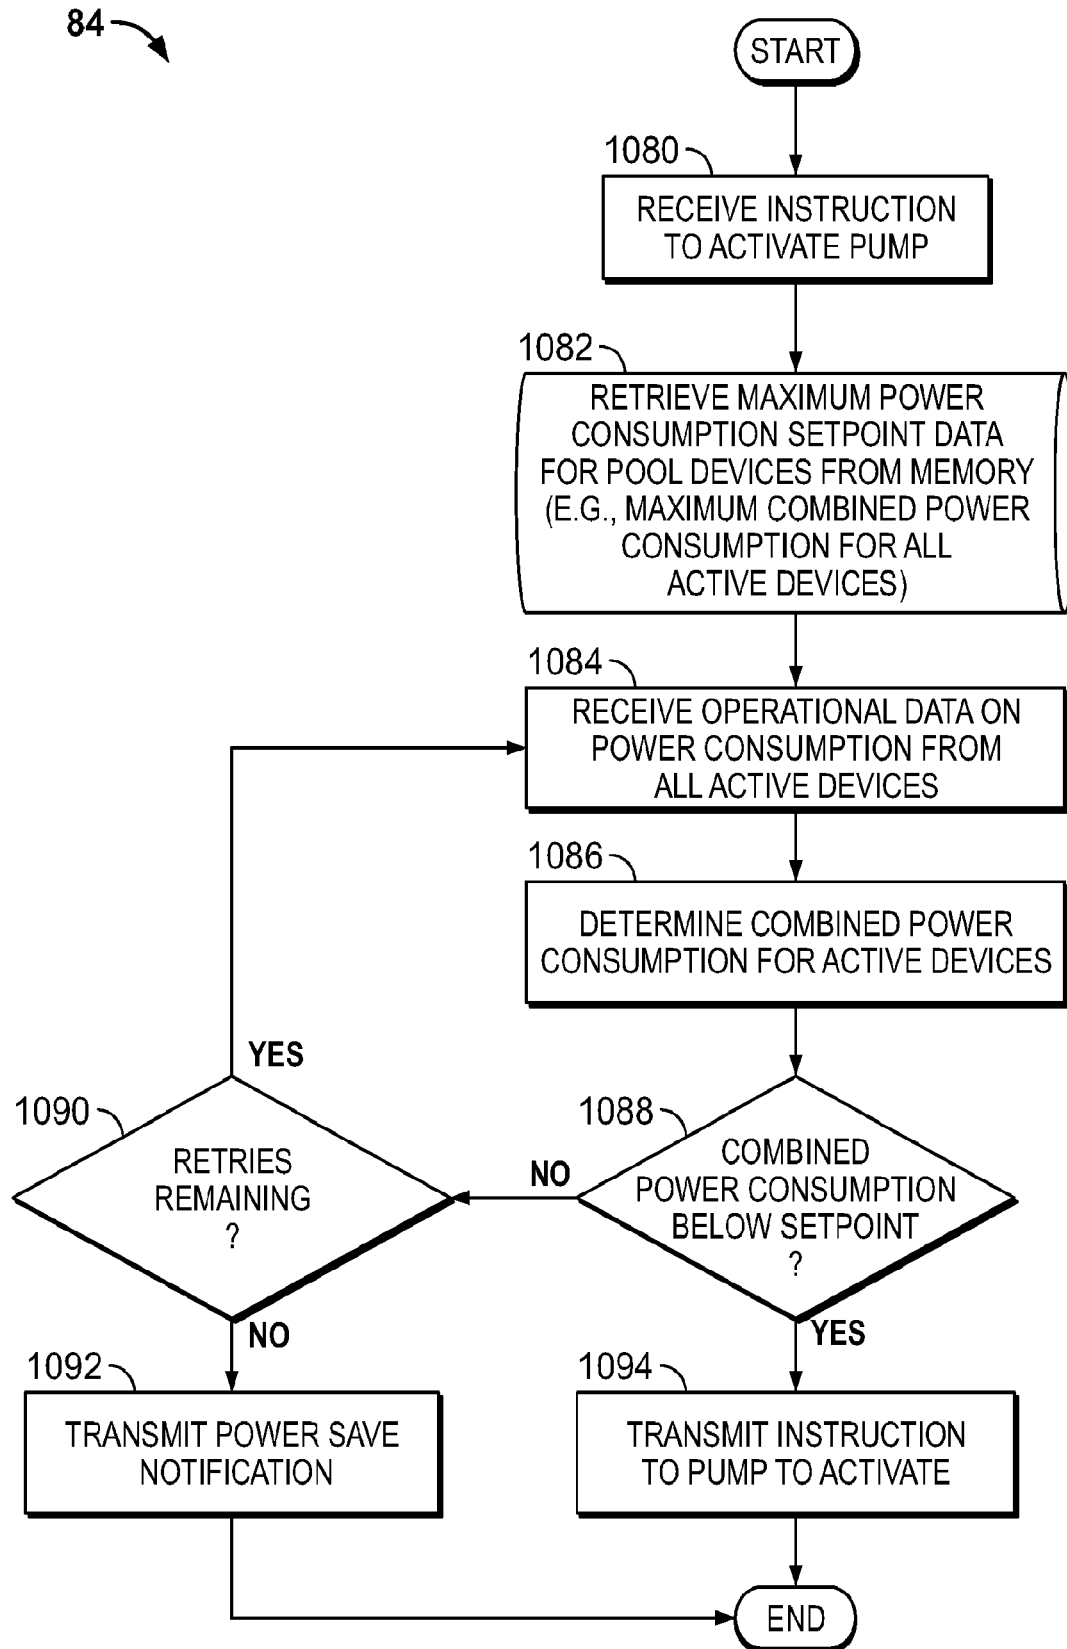 84
START
1080
RECEIVE INSTRUCTION
TO ACTIVATE PUMP
1082
RETRIEVE MAXIMUM POWER
CONSUMPTION SETPOINT DATA
FOR POOL DEVICES FROM MEMORY
(E.G., MAXIMUM COMBINED POWER
CONSUMPTION FOR ALL
ACTIVE DEVICES)
1084
RECEIVE OPERATIONAL DATA ON
POWER CONSUMPTION FROM
ALL ACTIVE DEVICES
1086
DETERMINE COMBINED POWER
CONSUMPTION FOR ACTIVE DEVICES
1088
COMBINED
POWER CONSUMPTION
BELOW SETPOINT
?
NO
YES
1090
RETRIES
REMAINING
?
YES
NO
1092
TRANSMIT POWER SAVE
NOTIFICATION
1094
TRANSMIT INSTRUCTION
TO PUMP TO ACTIVATE
END